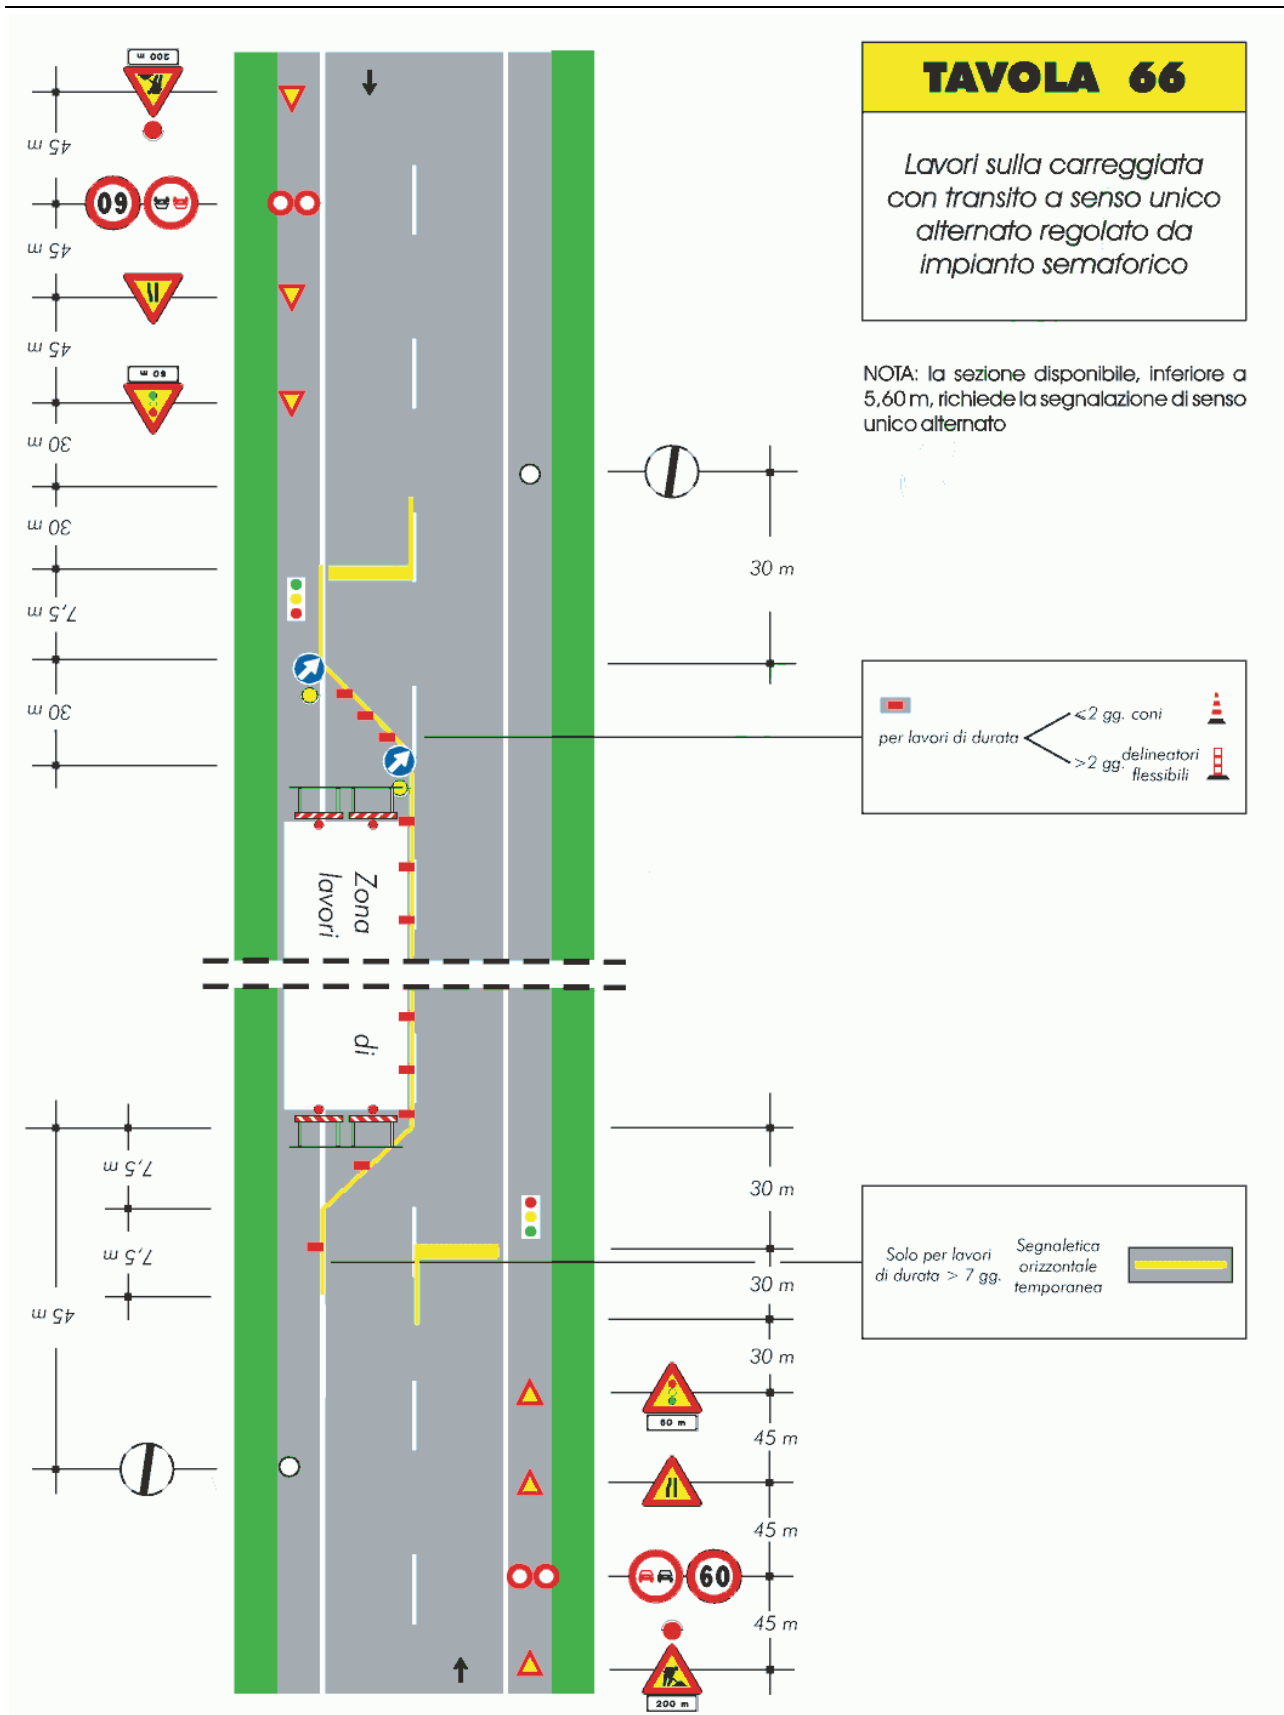 TAVOLA 66
Lavori sulla carreggiata
con transito a senso unico
alternato regolato da
impianto semaforico
NOTA: la sezione disponibile, inferiore a
5,60 m, richiede la segnalazione di senso
unico alternato
200 m
45 m
60
45 m
45 m
60 m
30 m
30 m
7,5 m
30 m
30 m
per lavori di durata
<2 gg. coni
>2 gg. delineatori
flessibili
Zona
lavori
di
7,5 m
7,5 m
45 m
30 m
30 m
30 m
Solo per lavori
di durata > 7 gg.
Segnaletica
orizzontale
temporanea
60 m
45 m
45 m
60
45 m
200 m